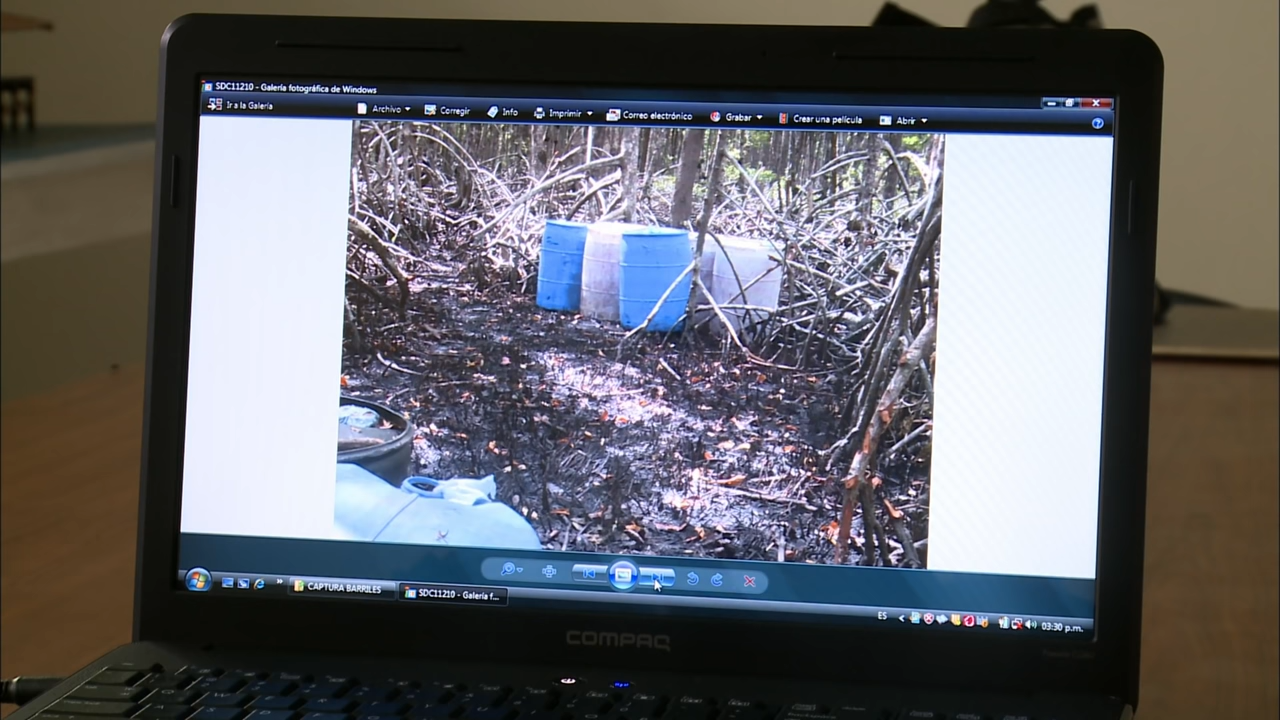 SDC11210 - Galería fotográfica de Windows
Ir a la Galería Archivo Corregir Info Imprimir Correo electrónico Grabar Crear una película Abrir
CAPTURA BARRILES SDC11210 - Galería f... ES 03:30 p.m.
COMPAQ